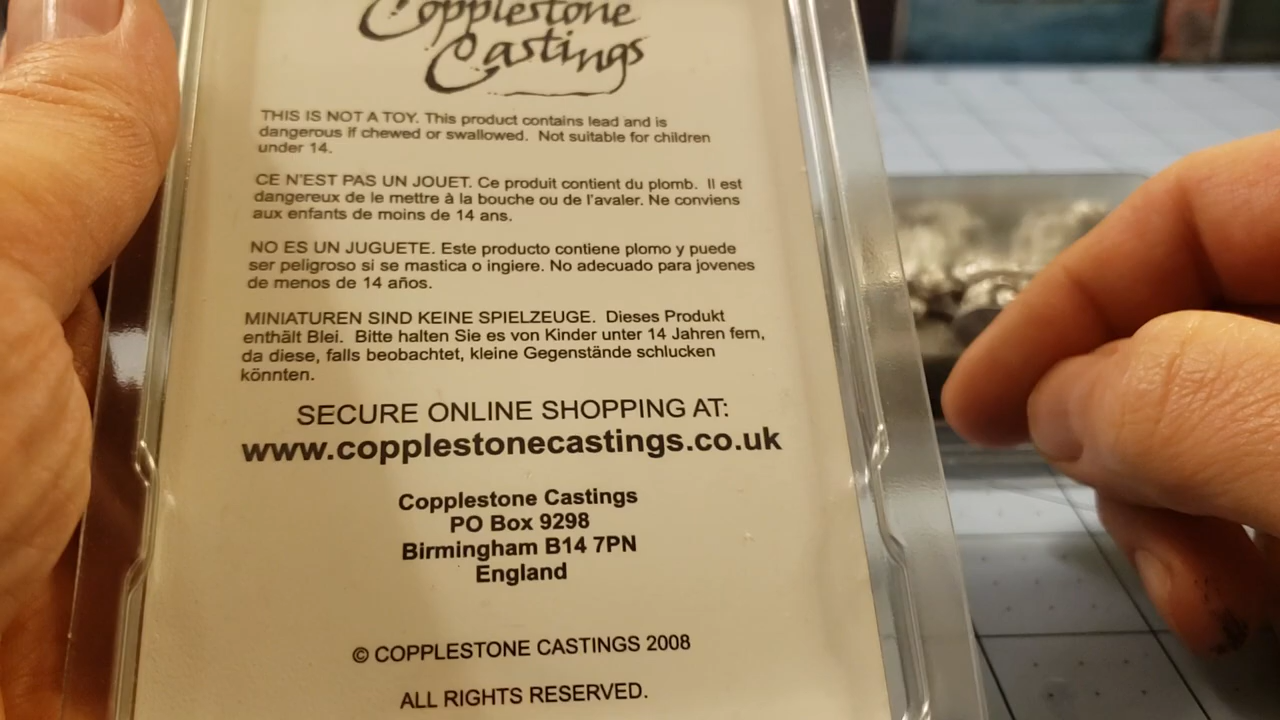 Copplestone
Castings
THIS IS NOT A TOY. This product contains lead and is
dangerous if chewed or swallowed. Not suitable for children
under 14.
CE N'EST PAS UN JOUET. Ce produit contient du plomb. Il est
dangereux de le mettre à la bouche ou de l'avaler. Ne conviens
aux enfants de moins de 14 ans.
NO ES UN JUGUETE. Este producto contiene plomo y puede
ser peligroso si se mastica o ingiere. No adecuado para jovenes
de menos de 14 años.
MINIATUREN SIND KEINE SPIELZEUGE. Dieses Produkt
enthält Blei. Bitte halten Sie es von Kinder unter 14 Jahren fern,
da diese, falls beobachtet, kleine Gegenstände schlucken
könnten.
SECURE ONLINE SHOPPING AT:
www.copplestonecastings.co.uk
Copplestone Castings
PO Box 9298
Birmingham B14 7PN
England
© COPPLESTONE CASTINGS 2008
ALL RIGHTS RESERVED.